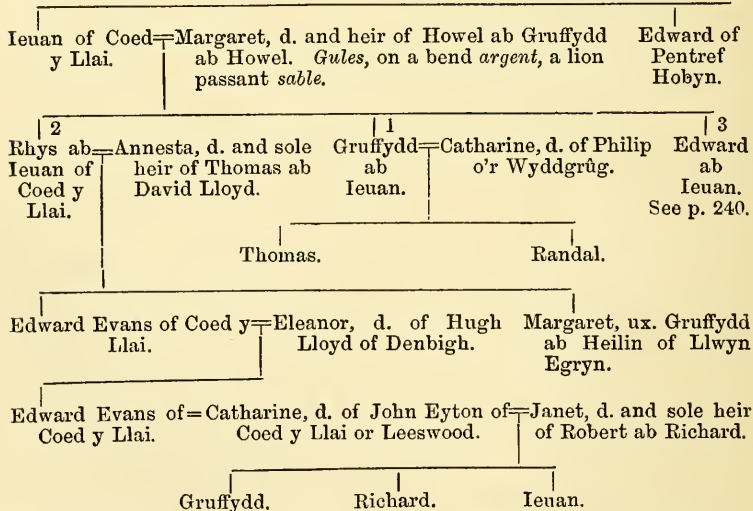 Ieuan of Coed=Margaret, d. and heir of Howel ab Gruffydd Edward of
y Llai. ab Howel. Gules, on a bend argent, a lion Pentref
passant sable. Hobyn.
2 1 3
Rhys ab=Annesta, d. and sole Gruffydd=Catharine, d. of Philip Edward
Ieuan of heir of Thomas ab ab o'r Wyddgrûg. ab
Coed y David Lloyd. Ieuan. Ieuan.
Llai. See p. 240.
Thomas. Randal.
Edward Evans of Coed y=Eleanor, d. of Hugh Margaret, ux. Gruffydd
Llai. Lloyd of Denbigh. ab Heilin of Llwyn
Egryn.
Edward Evans of=Catharine, d. of John Eyton of=Janet, d. and sole heir
Coed y Llai. Coed y Llai or Leeswood. of Robert ab Richard.
Gruffydd. Richard. Ieuan.